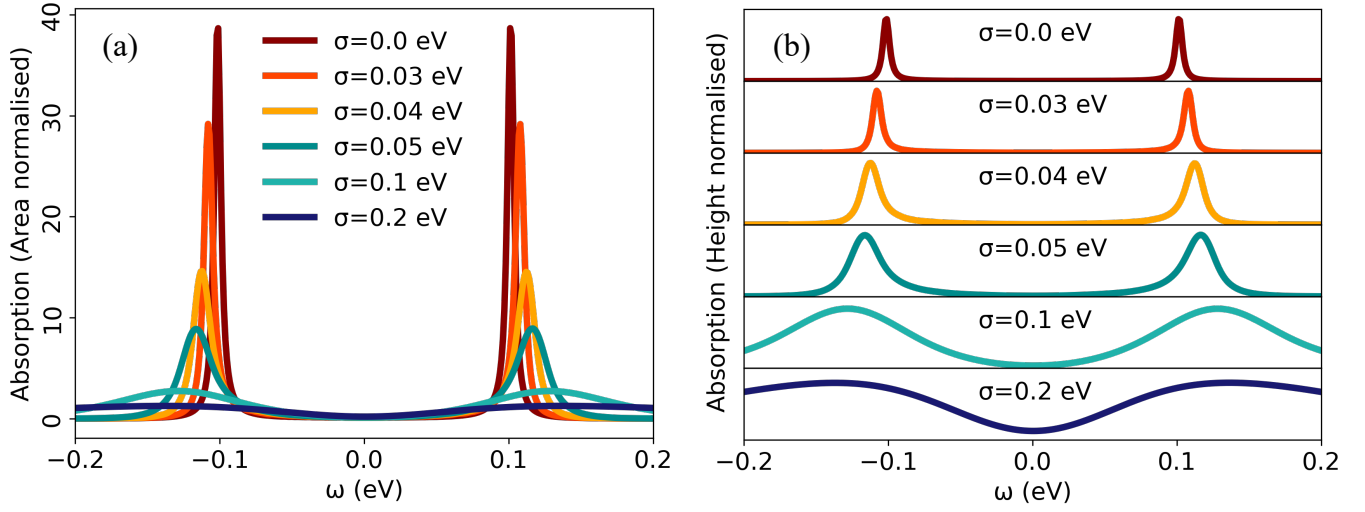 (a)
Absorption (Area normalised)
40
30
20
10
0
σ=0.0 eV
σ=0.03 eV
σ=0.04 eV
σ=0.05 eV
σ=0.1 eV
σ=0.2 eV
−0.2
−0.1
0.0
0.1
0.2
ω (eV)
(b)
Absorption (Height normalised)
σ=0.0 eV
σ=0.03 eV
σ=0.04 eV
σ=0.05 eV
σ=0.1 eV
σ=0.2 eV
−0.2
−0.1
0.0
0.1
0.2
ω (eV)